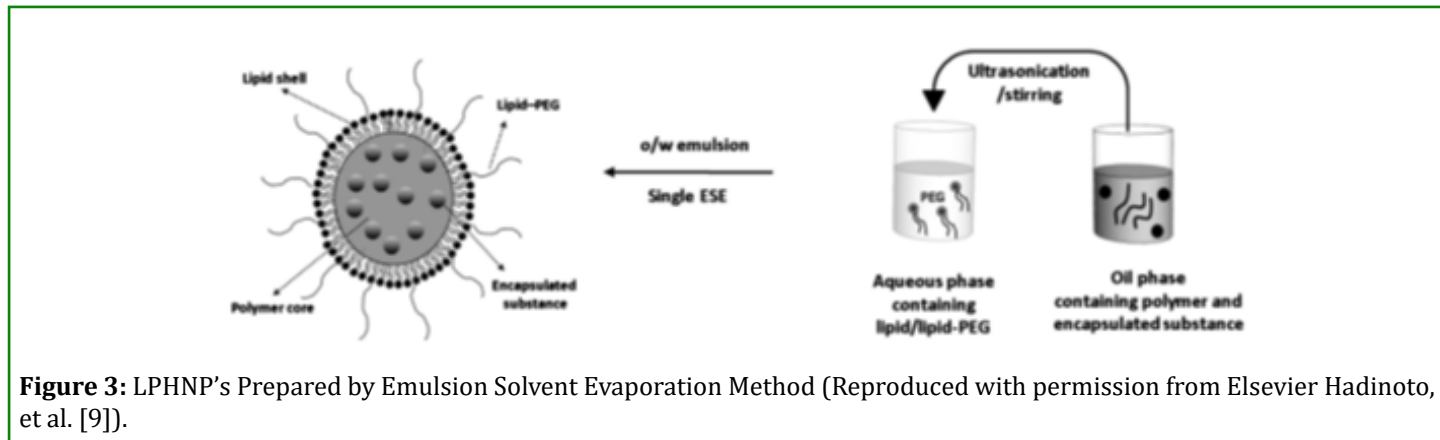 Lipid shell
Lipid–PEG
Polymer core
Encapsulated
substance
o/w emulsion
Single ESE
Ultrasonication
/stirring
PEG
Aqueous phase
containing
lipid/lipid-PEG
Oil phase
containing polymer and
encapsulated substance
Figure 3: LPHNP’s Prepared by Emulsion Solvent Evaporation Method (Reproduced with permission from Elsevier Hadinoto,
et al. [9]).